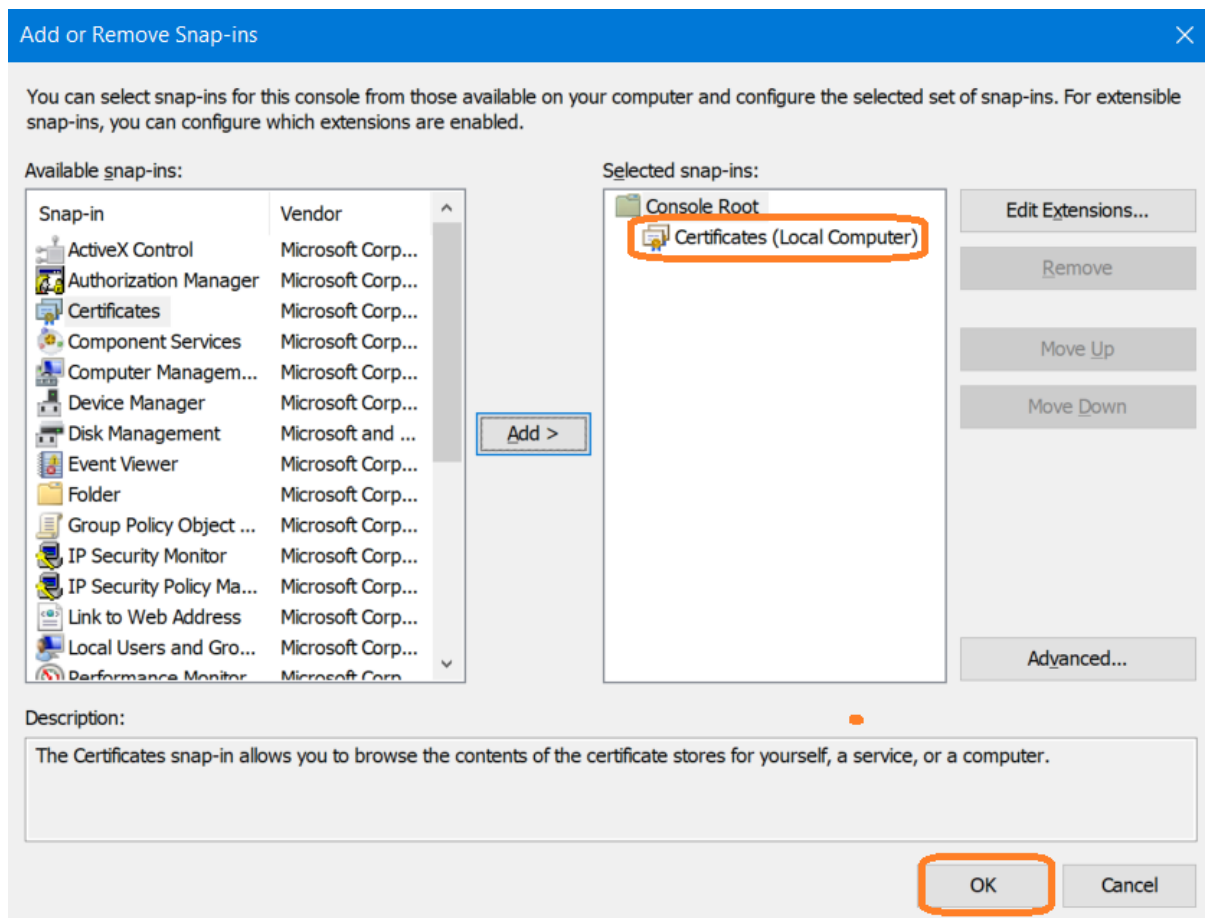 Add or Remove Snap-ins
You can select snap-ins for this console from those available on your computer and configure the selected set of snap-ins. For extensible
snap-ins, you can configure which extensions are enabled.
Available snap-ins:
Snap-in Vendor
ActiveX Control Microsoft Corp...
Authorization Manager Microsoft Corp...
Certificates Microsoft Corp...
Component Services Microsoft Corp...
Computer Managem... Microsoft Corp...
Device Manager Microsoft Corp...
Disk Management Microsoft and ...
Event Viewer Microsoft Corp...
Folder Microsoft Corp...
Group Policy Object ... Microsoft Corp...
IP Security Monitor Microsoft Corp...
IP Security Policy Ma... Microsoft Corp...
Link to Web Address Microsoft Corp...
Local Users and Gro... Microsoft Corp...
Performance Monitor Microsoft Corp
Add >
Selected snap-ins:
Console Root
Certificates (Local Computer)
Edit Extensions...
Remove
Move Up
Move Down
Advanced...
Description:
The Certificates snap-in allows you to browse the contents of the certificate stores for yourself, a service, or a computer.
OK Cancel